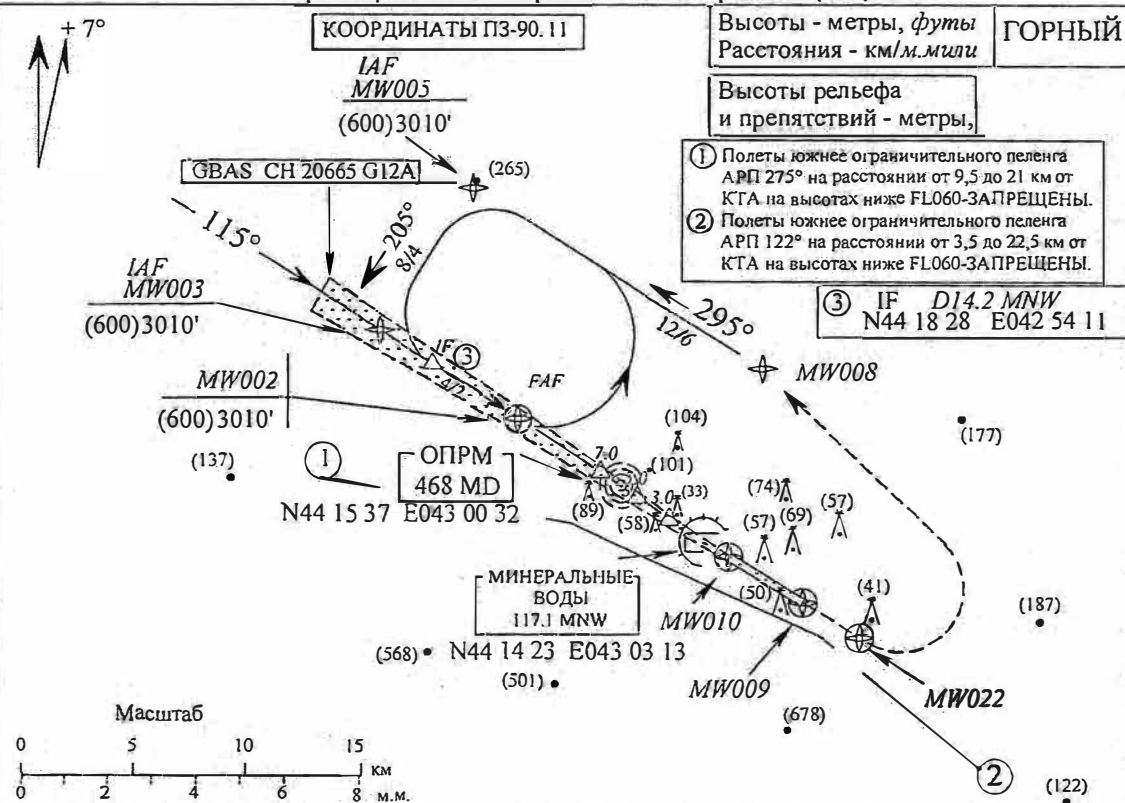 + 7°
КООРДИНАТЫ ПЗ-90.11
Высоты - метры, футы
Расстояния - км/м.мили
ГОРНЫЙ
Высоты рельефа
и препятствий - метры,
① Полеты южнее ограничительного пеленга
АРП 275° на расстоянии от 9,5 до 21 км от
КТА на высотах ниже FL060-ЗАПРЕЩЕНЫ.
② Полеты южнее ограничительного пеленга
АРП 122° на расстоянии от 3,5 до 22,5 км от
КТА на высотах ниже FL060-ЗАПРЕЩЕНЫ.
③ IF D14.2 MNW
N44 18 28 E042 54 11
IAF
MW005
(600)3010'
(265)
GBAS CH 20665 G12A
115°
205°
8/4
IAF
MW003
(600)3010'
295°
12/6
IF ③
4/2
FAF
MW008
MW002
(600)3010'
(177)
(137)
①
ОПРМ
468 MD
N44 15 37 E043 00 32
7.0
(104)
(101)
(89)
(58)
3.0
(33)
(74)
(57)
(69)
(57)
(50)
(41)
(187)
МИНЕРАЛЬНЫЕ
ВОДЫ
117.1 MNW
N44 14 23 E043 03 13
MW010
MW009
MW022
(568)
(501)
(678)
(122)
②
Масштаб
0 5 10 15
км
0 2 4 6 8
м.м.